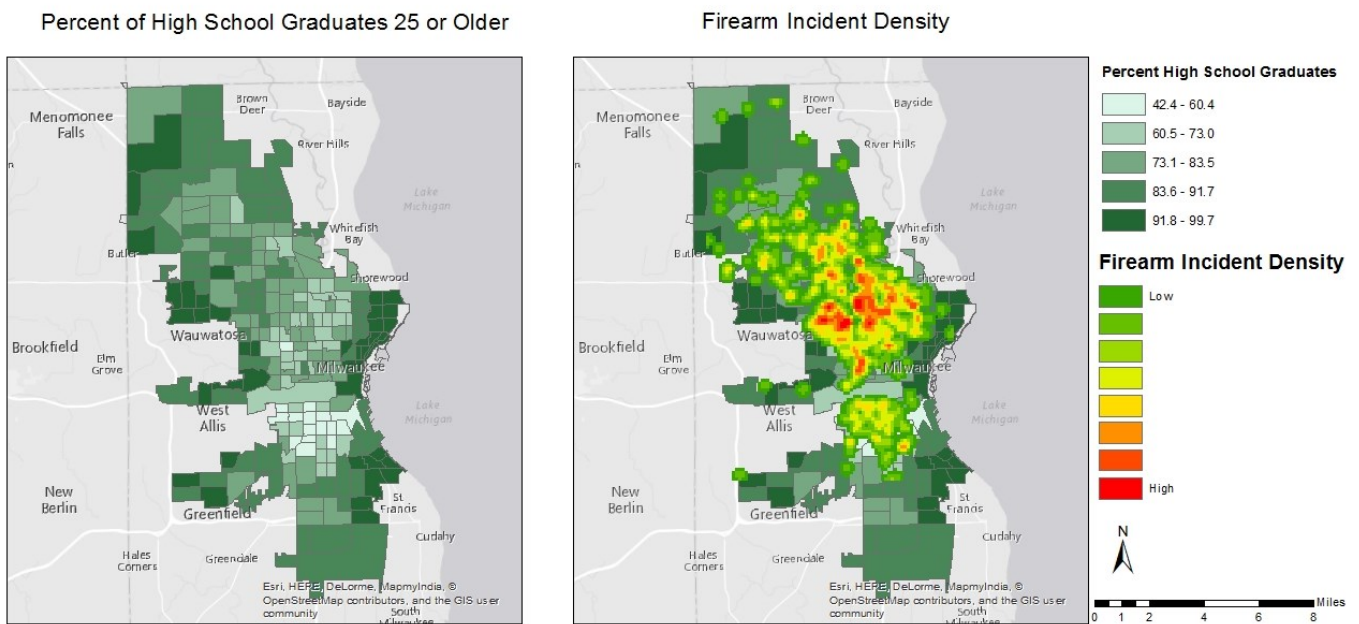 Percent of High School Graduates 25 or Older
Menomonee
Falls
Brown
Deer
Bayside
River Hills
Lake
Michigan
Whitefish
Bay
Butler
Shorewood
Wauwatosa
Brookfield
Elm
Grove
Milwaukee
West
Allis
Lake
Michigan
New
Berlin
Greenfield
St
Francis
Cudahy
Hales
Corners
Greendale
Esri, HERE, DeLorme, MapmyIndia, ©
OpenStreetMap contributors, and the GIS user
community
South
Milwaukee
Firearm Incident Density
Menomonee
Falls
Brown
Deer
Bayside
River Hills
Lake
Michigan
Whitefish
Bay
Butler
Shorewood
Wauwatosa
Brookfield
Elm
Grove
Milwaukee
West
Allis
Lake
Michigan
New
Berlin
Greenfield
St
Francis
Cudahy
Hales
Corners
Greendale
Esri, HERE, DeLorme, MapmyIndia, ©
OpenStreetMap contributors, and the GIS user
community
South
Milwaukee
Percent High School Graduates
42.4 - 60.4
60.5 - 73.0
73.1 - 83.5
83.6 - 91.7
91.8 - 99.7
Firearm Incident Density
Low
High
N
Miles
0 1 2 4 6 8